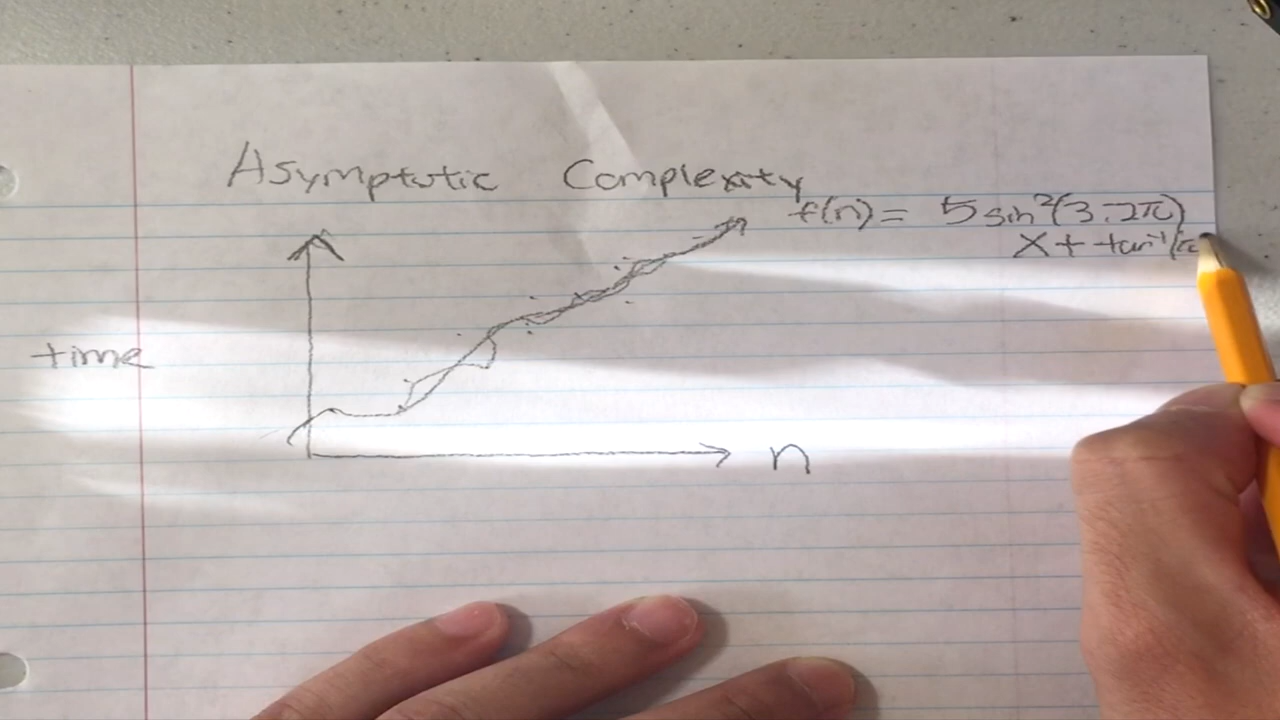 Asymptotic Complexity
f(n) = 5 sin²(3.2π)
x + tan⁻¹(
time
n